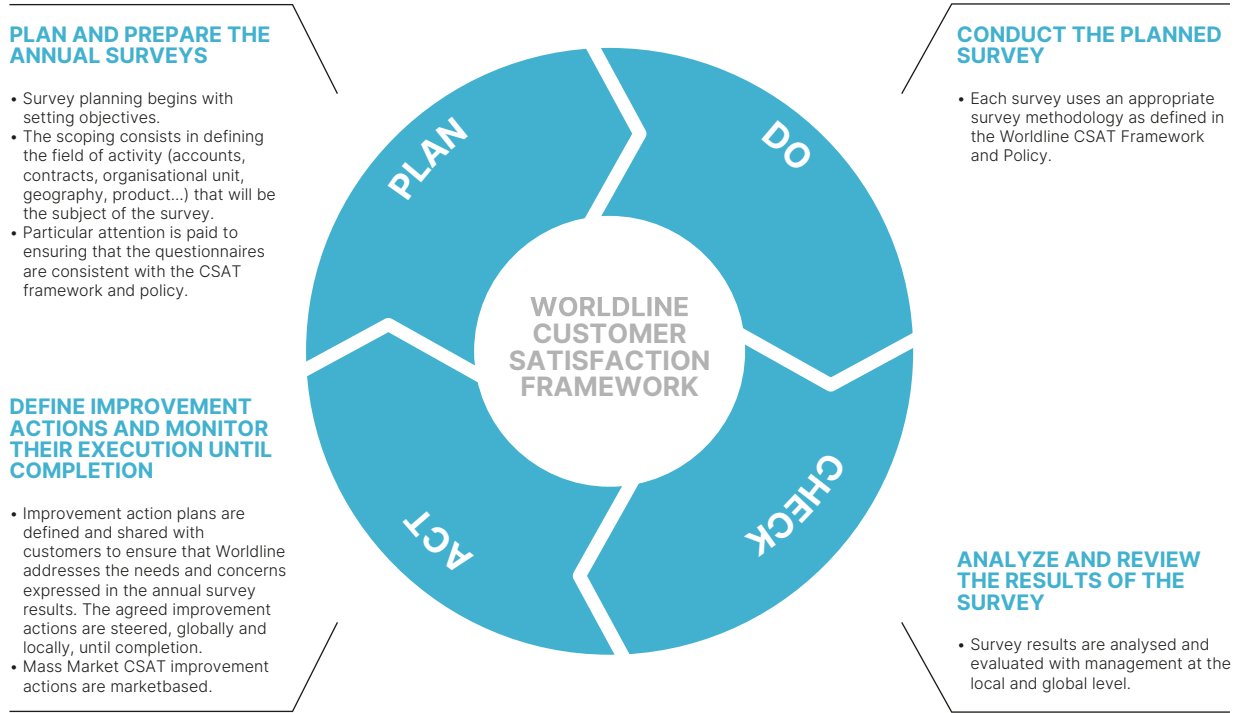 PLAN AND PREPARE THE
ANNUAL SURVEYS
• Survey planning begins with
setting objectives.
• The scoping consists in defining
the field of activity (accounts,
contracts, organisational unit,
geography, product...) that will be
the subject of the survey.
• Particular attention is paid to
ensuring that the questionnaires
are consistent with the CSAT
framework and policy.
CONDUCT THE PLANNED
SURVEY
• Each survey uses an appropriate
survey methodology as defined in
the Worldline CSAT Framework
and Policy.
PLAN
DO
WORLDLINE
CUSTOMER
SATISFACTION
FRAMEWORK
ACT
CHECK
DEFINE IMPROVEMENT
ACTIONS AND MONITOR
THEIR EXECUTION UNTIL
COMPLETION
• Improvement action plans are
defined and shared with
customers to ensure that Worldline
addresses the needs and concerns
expressed in the annual survey
results. The agreed improvement
actions are steered, globally and
locally, until completion.
• Mass Market CSAT improvement
actions are marketbased.
ANALYZE AND REVIEW
THE RESULTS OF THE
SURVEY
• Survey results are analysed and
evaluated with management at the
local and global level.